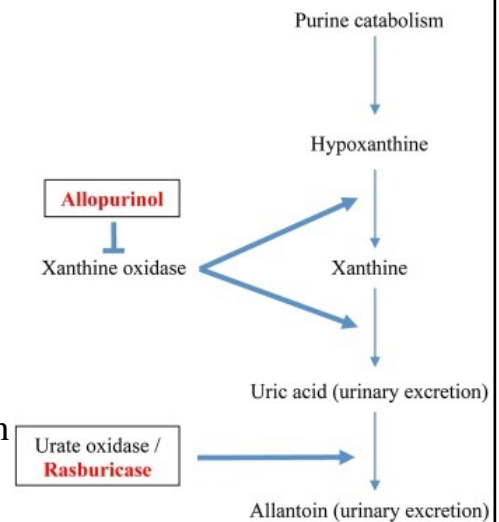 Purine catabolism
Hypoxanthine
Allopurinol
Xanthine oxidase
Xanthine
Uric acid (urinary excretion)
n
Urate oxidase /
Rasburicase
Allantoin (urinary excretion)